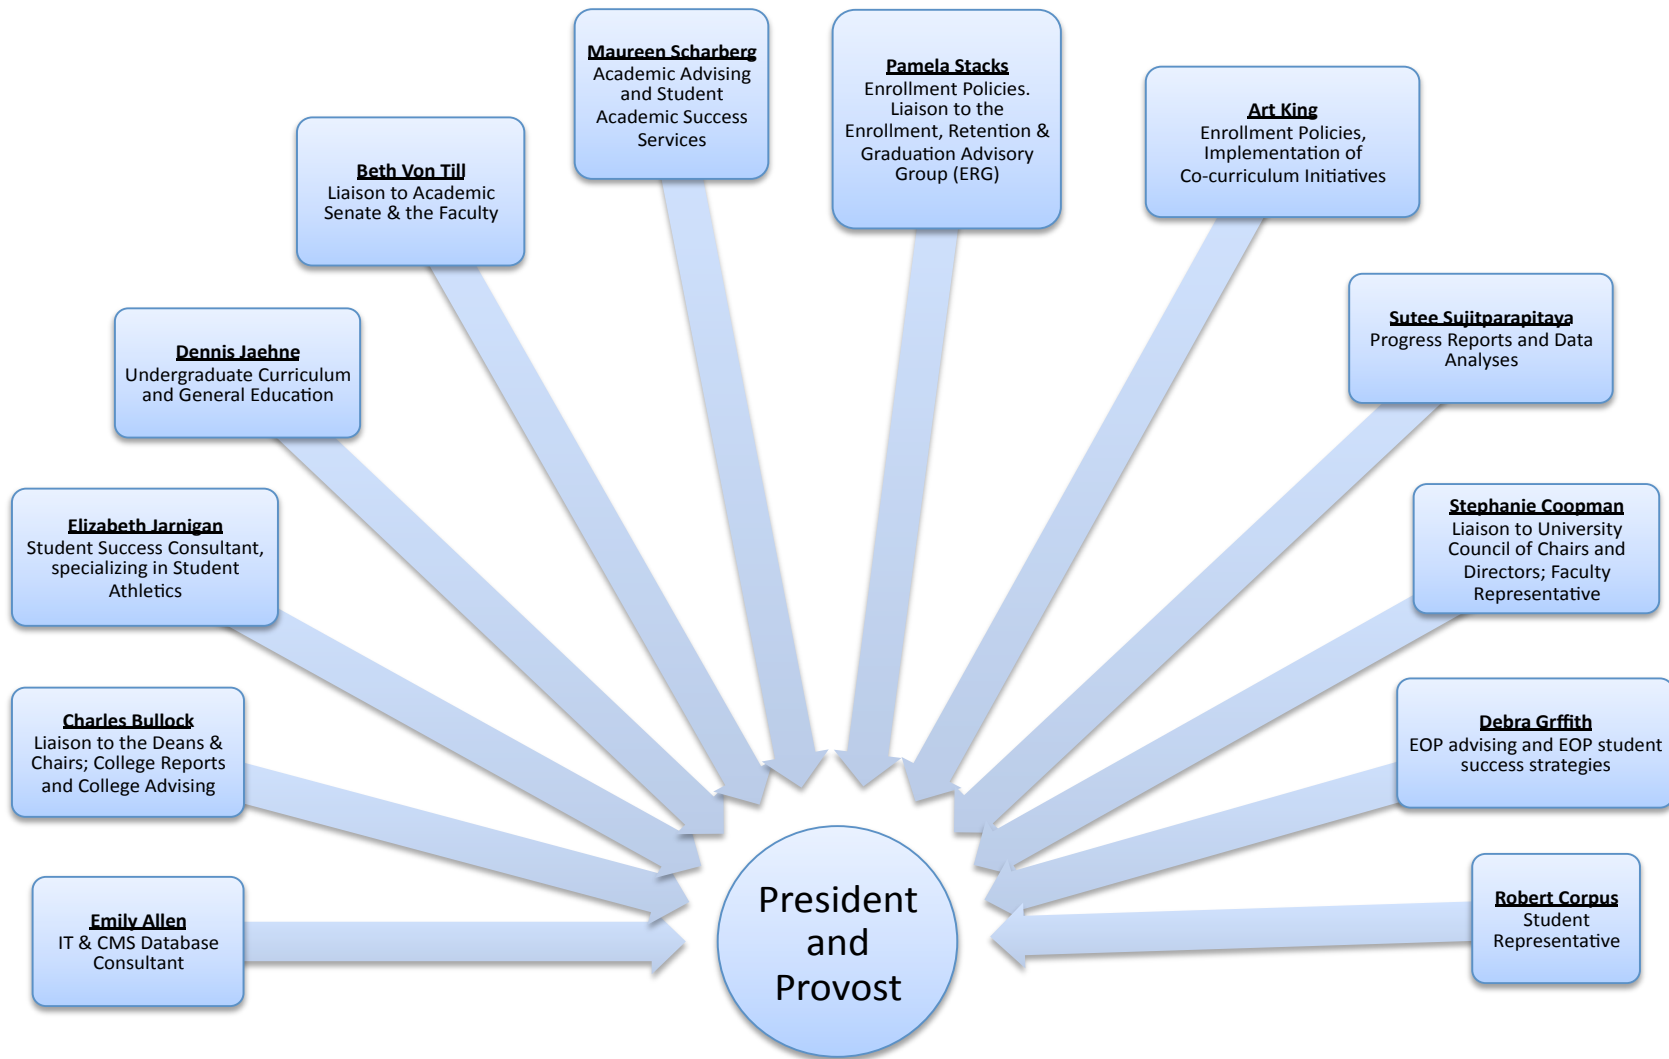 Maureen Scharberg
Academic Advising
and Student
Academic Success
Services
Pamela Stacks
Enrollment Policies.
Liaison to the
Enrollment, Retention &
Graduation Advisory
Group (ERG)
Art King
Enrollment Policies,
Implementation of
Co-curriculum Initiatives
Beth Von Till
Liaison to Academic
Senate & the Faculty
Sutee Sujitparapitaya
Progress Reports and Data
Analyses
Dennis Jaehne
Undergraduate Curriculum
and General Education
Stephanie Coopman
Liaison to University
Council of Chairs and
Directors; Faculty
Representative
Elizabeth Jarnigan
Student Success Consultant,
specializing in Student
Athletics
Debra Grffith
EOP advising and EOP student
success strategies
Charles Bullock
Liaison to the Deans &
Chairs; College Reports
and College Advising
Robert Corpus
Student
Representative
Emily Allen
IT & CMS Database
Consultant
President
and
Provost